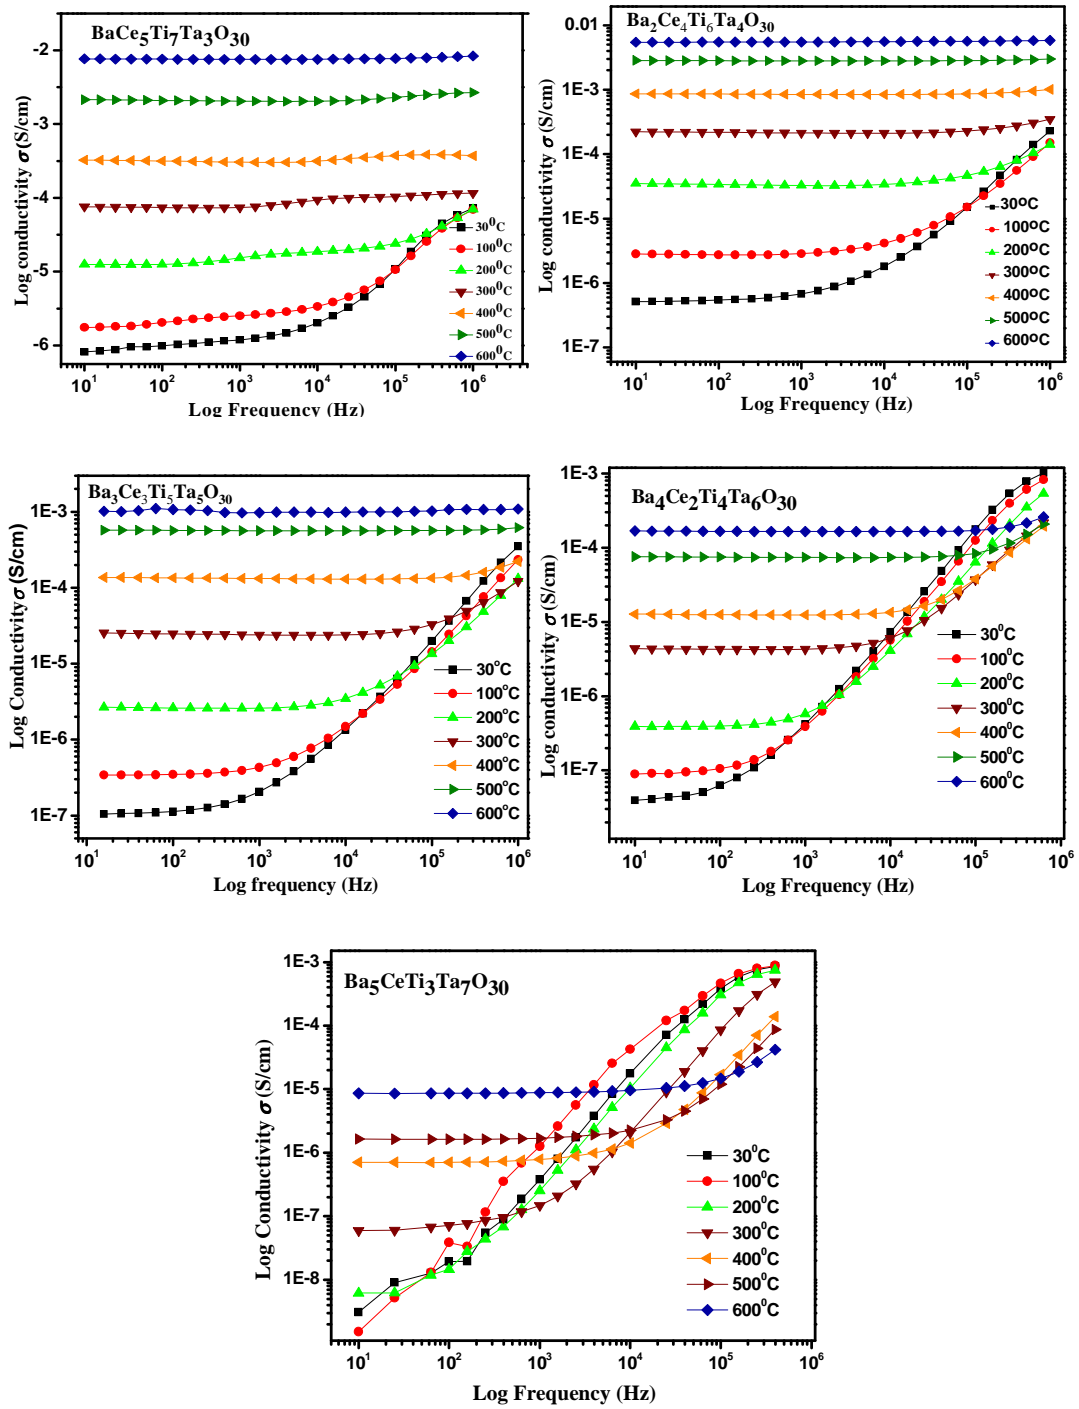 BaCe5Ti7Ta3O30
Log conductivity σ (S/cm)
-2
-3
-4
-5
-6
30⁰C
100⁰C
200⁰C
300⁰C
400⁰C
500⁰C
600⁰C
10¹ 10² 10³ 10⁴ 10⁵ 10⁶
Log Frequency (Hz)
Ba2Ce4Ti6Ta4O30
Log conductivity σ (S/cm)
0.01
1E-3
1E-4
1E-5
1E-6
1E-7
30ºC
100ºC
200ºC
300ºC
400ºC
500ºC
600ºC
10¹ 10² 10³ 10⁴ 10⁵ 10⁶
Log Frequency (Hz)
Ba3Ce3Ti5Ta5O30
Log Conductivity σ (S/cm)
1E-3
1E-4
1E-5
1E-6
1E-7
30°C
100°C
200°C
300°C
400°C
500°C
600°C
10¹ 10² 10³ 10⁴ 10⁵ 10⁶
Log frequency (Hz)
Ba4Ce2Ti4Ta6O30
Log conductivity σ (S/cm)
1E-3
1E-4
1E-5
1E-6
1E-7
30⁰C
100⁰C
200⁰C
300⁰C
400⁰C
500⁰C
600⁰C
10¹ 10² 10³ 10⁴ 10⁵ 10⁶
Log Frequency (Hz)
Ba5CeTi3Ta7O30
Log Conductivity σ (S/cm)
1E-3
1E-4
1E-5
1E-6
1E-7
1E-8
30⁰C
100⁰C
200⁰C
300⁰C
400⁰C
500⁰C
600⁰C
10¹ 10² 10³ 10⁴ 10⁵ 10⁶
Log Frequency (Hz)